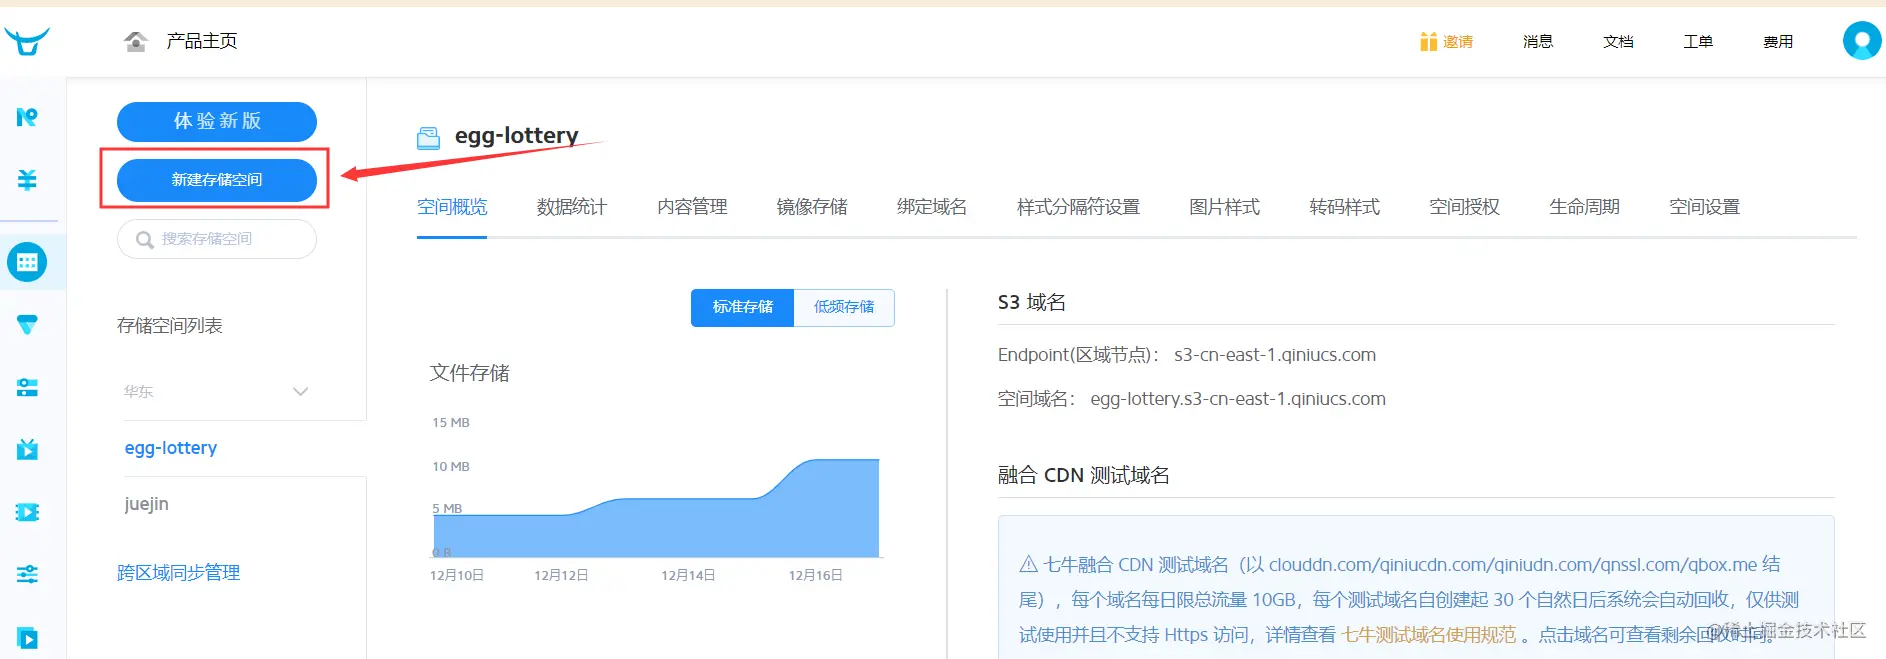 产品主页
邀请
消息
文档
工单
费用
体验新版
新建存储空间
搜索存储空间
存储空间列表
华东
egg-lottery
juejin
跨区域同步管理
egg-lottery
空间概览 数据统计 内容管理 镜像存储 绑定域名 样式分隔符设置 图片样式 转码样式 空间授权 生命周期 空间设置
标准存储 低频存储
文件存储
15 MB
10 MB
5 MB
0 B
12月10日 12月12日 12月14日 12月16日
S3 域名
Endpoint(区域节点)： s3-cn-east-1.qiniucs.com
空间域名： egg-lottery.s3-cn-east-1.qiniucs.com
融合 CDN 测试域名
七牛融合 CDN 测试域名（以 clouddn.com/qiniucdn.com/qiniudn.com/qnssl.com/qbox.me 结
尾），每个域名每日限总流量 10GB，每个测试域名自创建起 30 个自然日后系统会自动回收，仅供测
试使用并且不支持 Https 访问，详情查看 七牛测试域名使用规范 。点击域名可查看剩余回收时间。
@稀土掘金技术社区